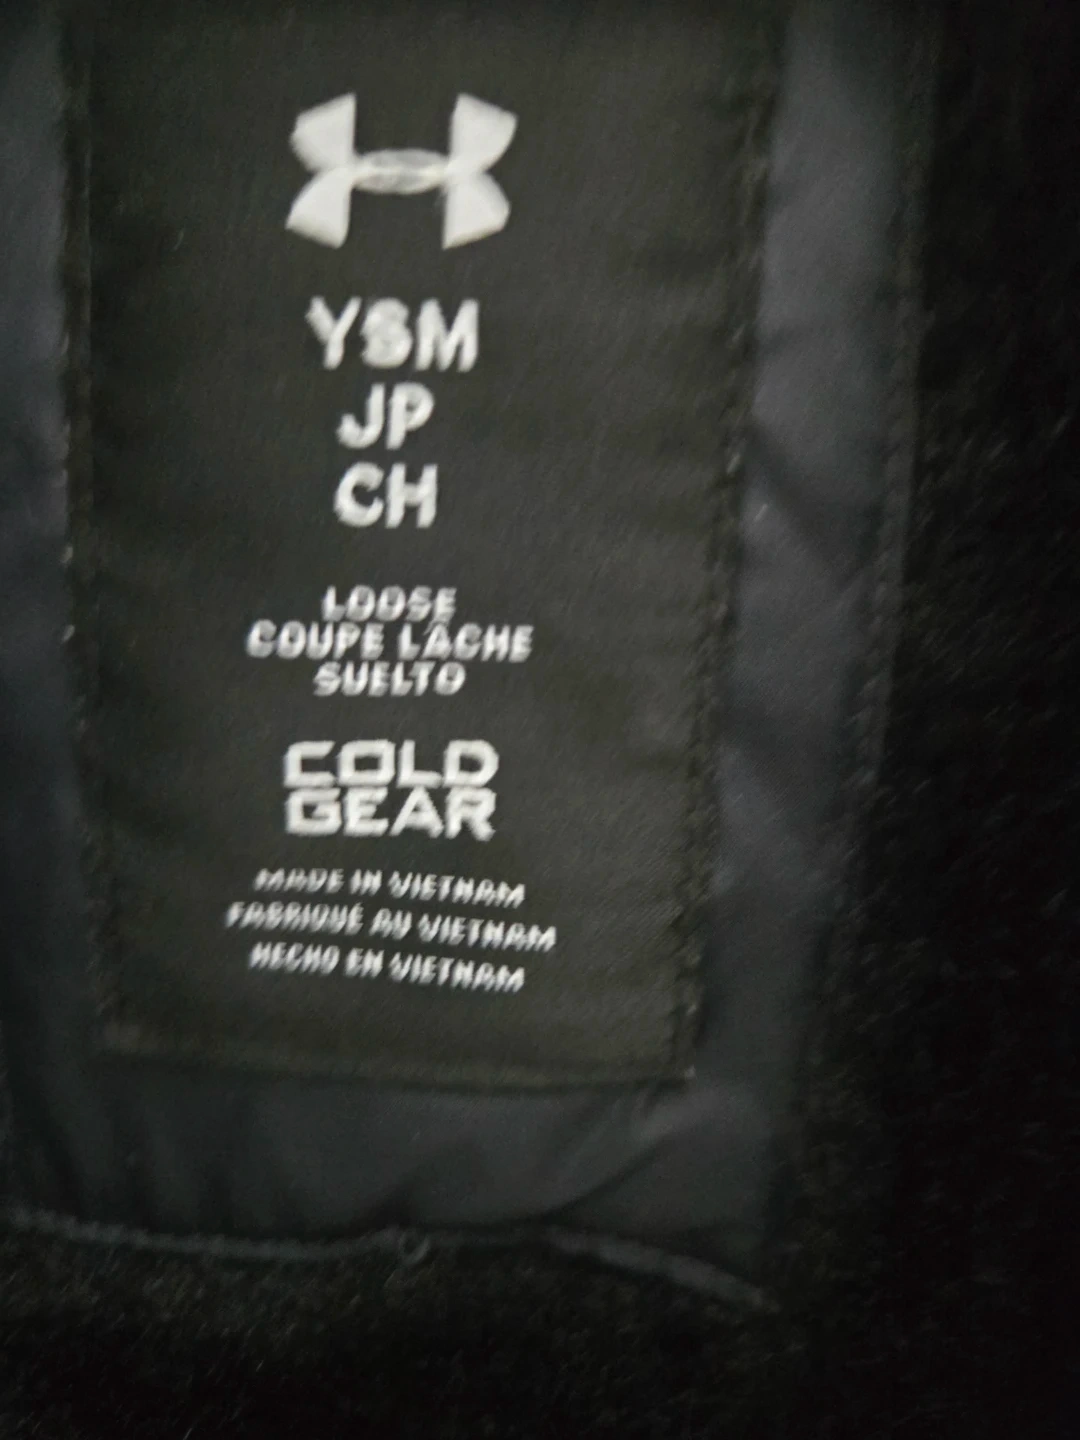 YSM
JP
CH
LOOSE
COUPE LÂCHE
SUELTO
COLD
GEAR
MADE IN VIETNAM
FABRIQUÉ AU VIETNAM
HECHO EN VIETNAM